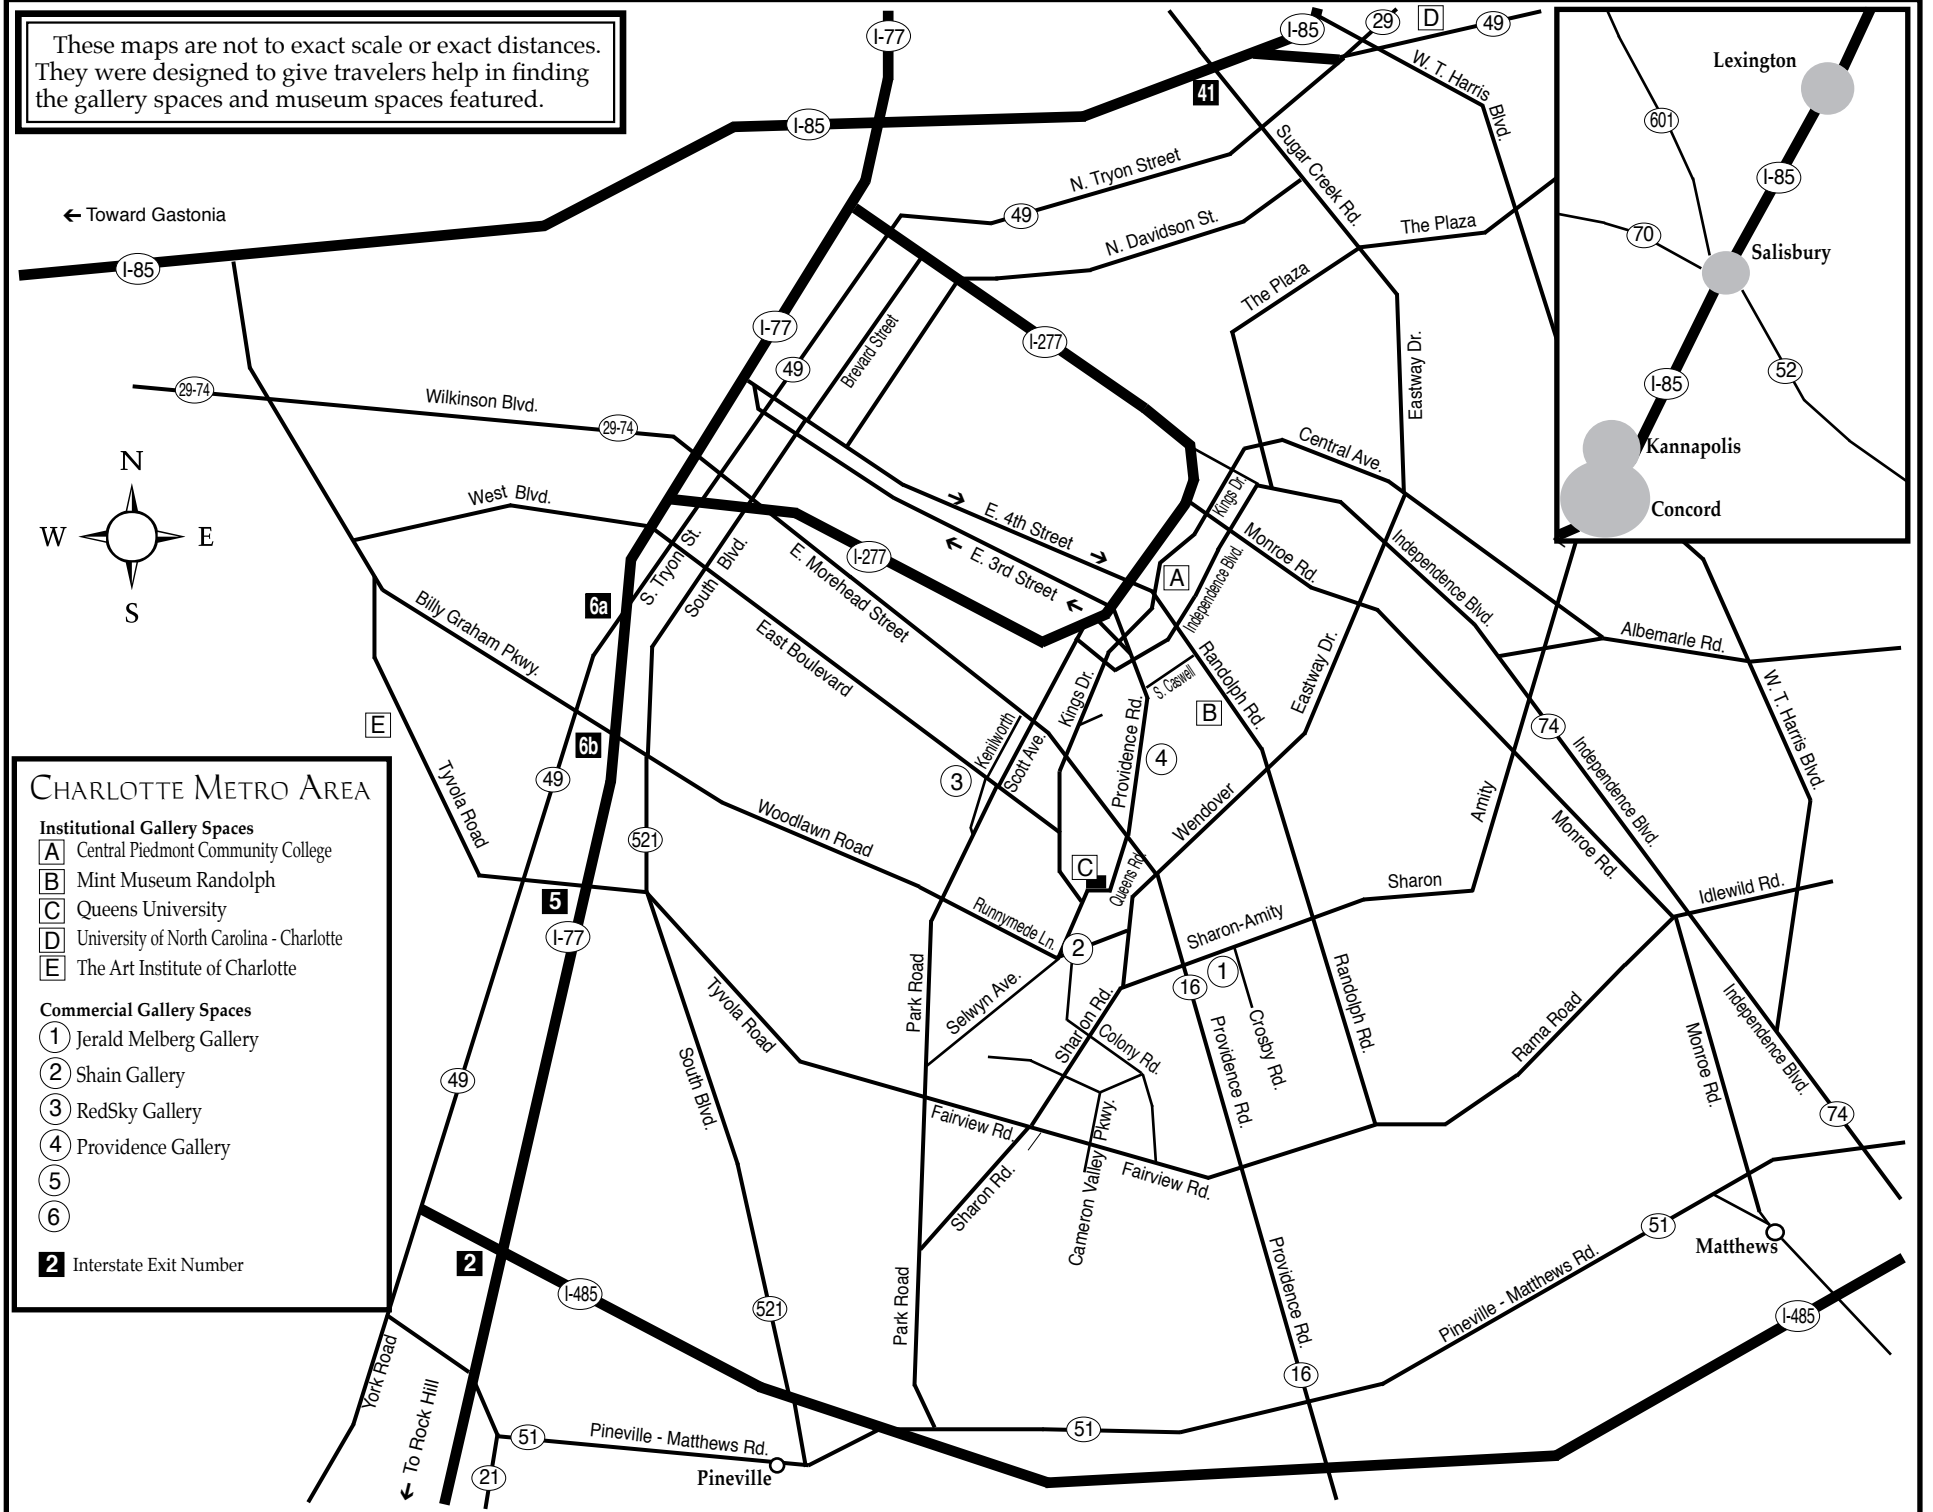 These maps are not to exact scale or exact distances.
They were designed to give travelers help in finding
the gallery spaces and museum spaces featured.
I-77
I-85
29
D
49
W. T. Harris
Blvd.
41
I-85
Sugar Creek Rd.
N. Tryon Street
49
N. Davidson St.
The Plaza
The Plaza
← Toward Gastonia
I-85
I-77
49
Brevard Street
I-277
Eastway Dr.
29-74
Wilkinson Blvd.
29-74
Central Ave.
Kings Dr.
West Blvd.
N
W
E
S
E. 4th Street
E. 3rd Street
Monroe Rd.
Independence Blvd.
I-277
A
Independence Blvd.
S. Tryon St.
South Blvd.
E. Morehead Street
6a
Billy Graham Pkwy.
East Boulevard
Randolph Rd.
Eastway Dr.
Albemarle Rd.
S. Caswell
Kings Dr.
B
W. T. Harris Blvd.
E
6b
Kenilworth
Scott Ave.
Providence Rd.
4
74
Independence Blvd.
3
49
Tyvola Road
Woodlawn Road
Wendover
Amity
Monroe Rd.
521
C
Queens Rd.
Sharon
Idlewild Rd.
5
I-77
Runnymede Ln.
2
Sharon-Amity
1
16
Selwyn Ave.
Park Road
Tyvola Road
Sharon Rd.
Colony Rd.
Providence Rd.
Crosby Rd.
Randolph Rd.
Rama Road
Monroe Rd.
Independence Blvd.
74
49
South Blvd.
Fairview Rd.
Fairview Rd.
Cameron Valley Pkwy.
Sharon Rd.
51
Matthews
2
I-485
521
Park Road
Providence Rd.
Pineville - Matthews Rd.
I-485
16
York Road
← To Rock Hill
51
Pineville - Matthews Rd.
51
21
Pineville
Lexington
601
I-85
70
Salisbury
I-85
52
Kannapolis
Concord
Charlotte Metro Area
Institutional Gallery Spaces
A Central Piedmont Community College
B Mint Museum Randolph
C Queens University
D University of North Carolina - Charlotte
E The Art Institute of Charlotte
Commercial Gallery Spaces
1 Jerald Melberg Gallery
2 Shain Gallery
3 RedSky Gallery
4 Providence Gallery
5
6
2 Interstate Exit Number